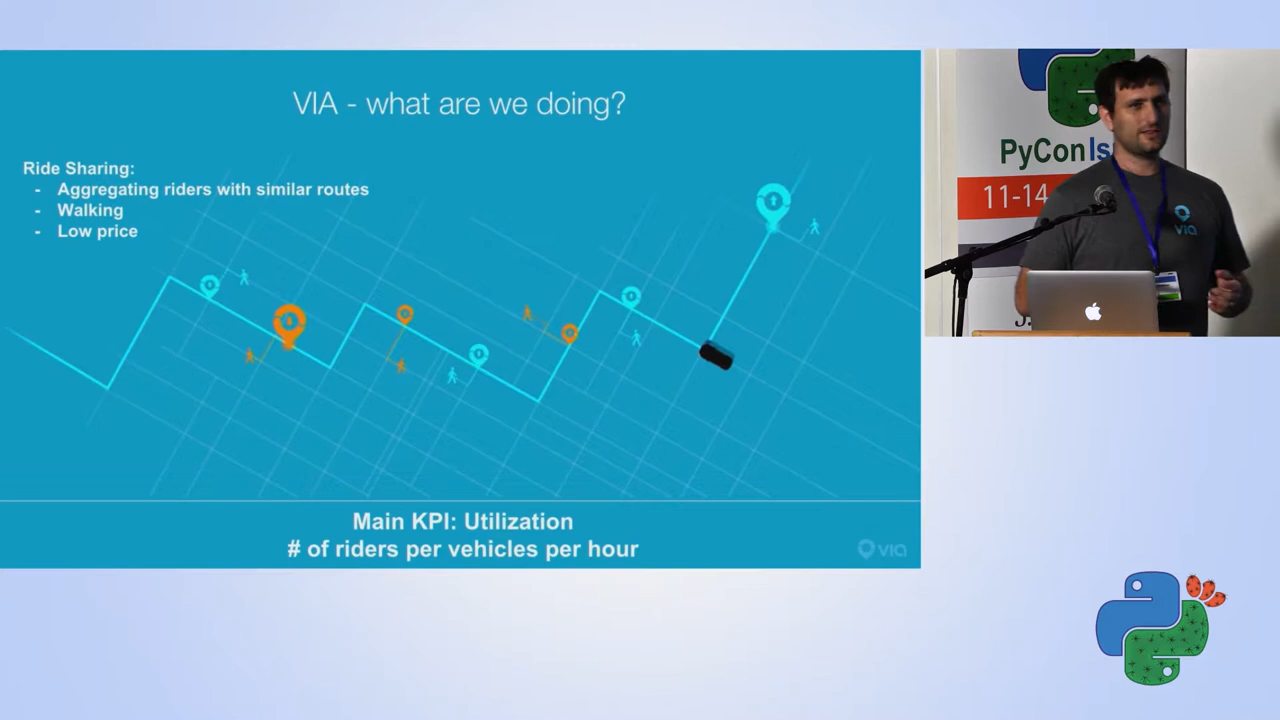 VIA - what are we doing?
Ride Sharing:
- Aggregating riders with similar routes
- Walking
- Low price
Main KPI: Utilization
# of riders per vehicles per hour
via
PyCon
11-14
via